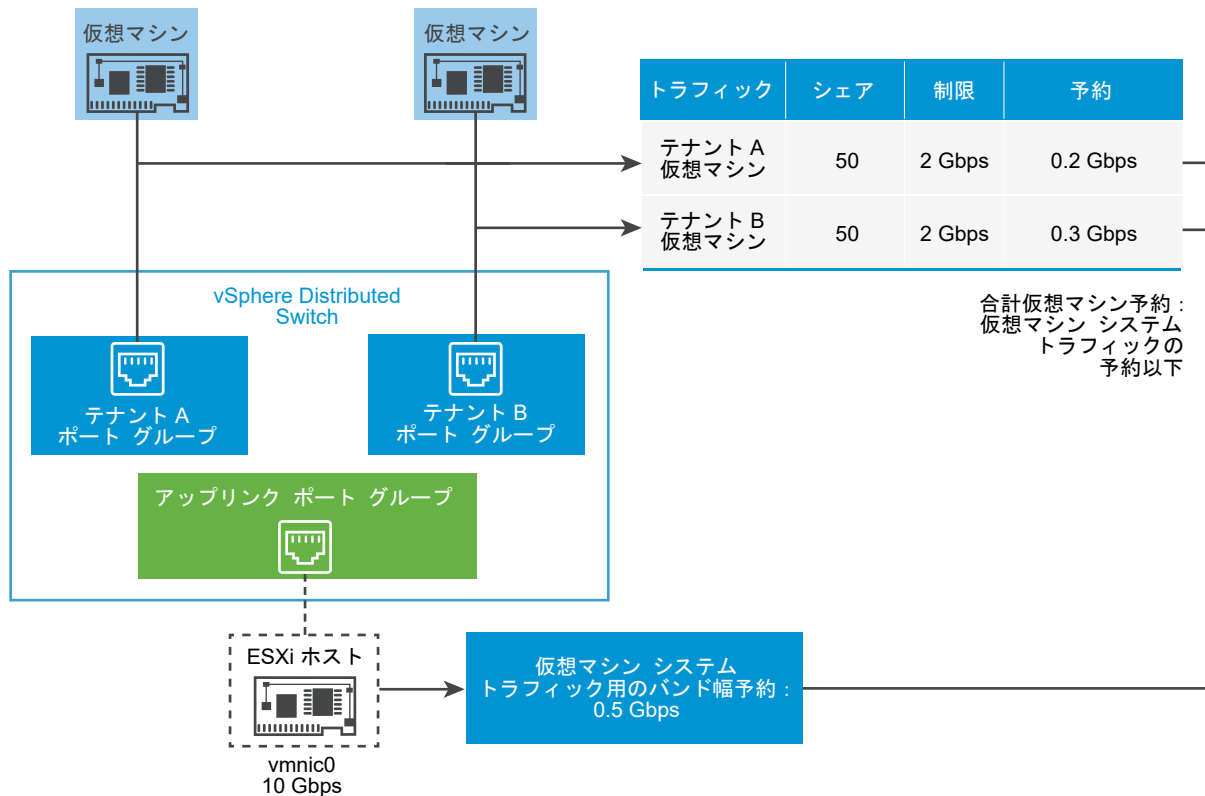 仮想マシン
仮想マシン
トラフィック シェア 制限 予約
テナント A
仮想マシン
50 2 Gbps 0.2 Gbps
テナント B
仮想マシン
50 2 Gbps 0.3 Gbps
合計仮想マシン予約 :
仮想マシン システム
トラフィックの
予約以下
vSphere Distributed
Switch
テナント A
ポート グループ
テナント B
ポート グループ
アップリンク ポート グループ
ESXi ホスト
vmnic0
10 Gbps
仮想マシン システム
トラフィック用のバンド幅予約 :
0.5 Gbps